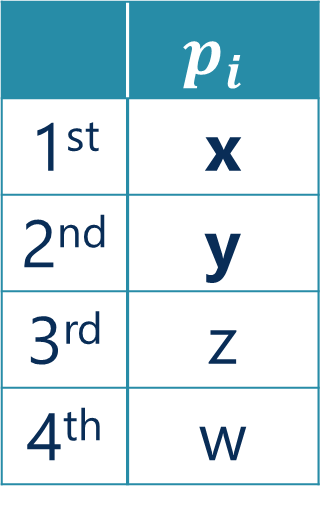 pᵢ
1ˢᵗ x
2ⁿᵈ y
3ʳᵈ z
4ᵗʰ w